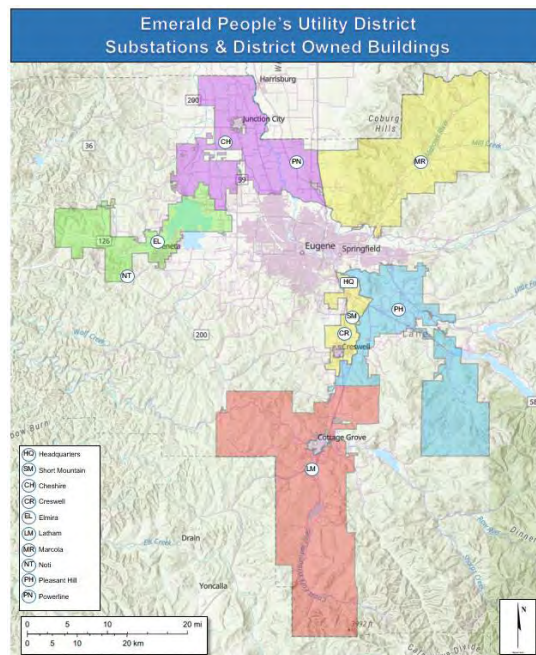 Emerald People's Utility District
Substations & District Owned Buildings
Harrisburg
200
Junction City
Coburg
Hills
36
CH
PN
MR
99
EL
126
NT
Eugene
Springfield
HQ
SM
PH
CR
Creswell
200
58
Cottage Grove
LM
HQ Headquarters
SM Short Mountain
CH Cheshire
CR Creswell
EL Elmira
LM Latham
MR Marcola
NT Noti
PH Pleasant Hill
PN Powerline
Drain
Yoncalla
0 5 10 20 mi
0 5 10 20 km
N